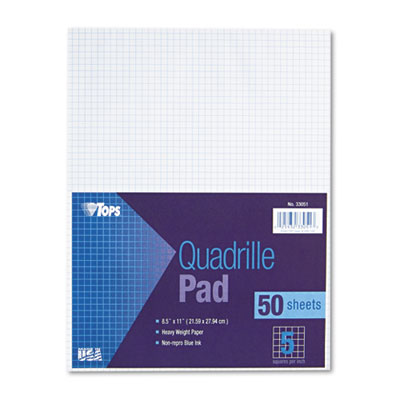 No. 33051
TOPS
Quadrille
Pad
50 sheets
8.5" x 11" (21.59 x 27.94 cm)
Heavy Weight Paper
Non-repro Blue Ink
5
squares per inch